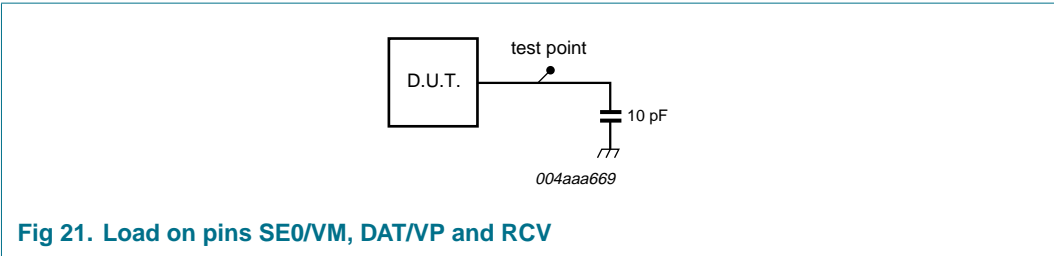 test point
D.U.T.
10 pF
004aaa669
Fig 21. Load on pins SE0/VM, DAT/VP and RCV